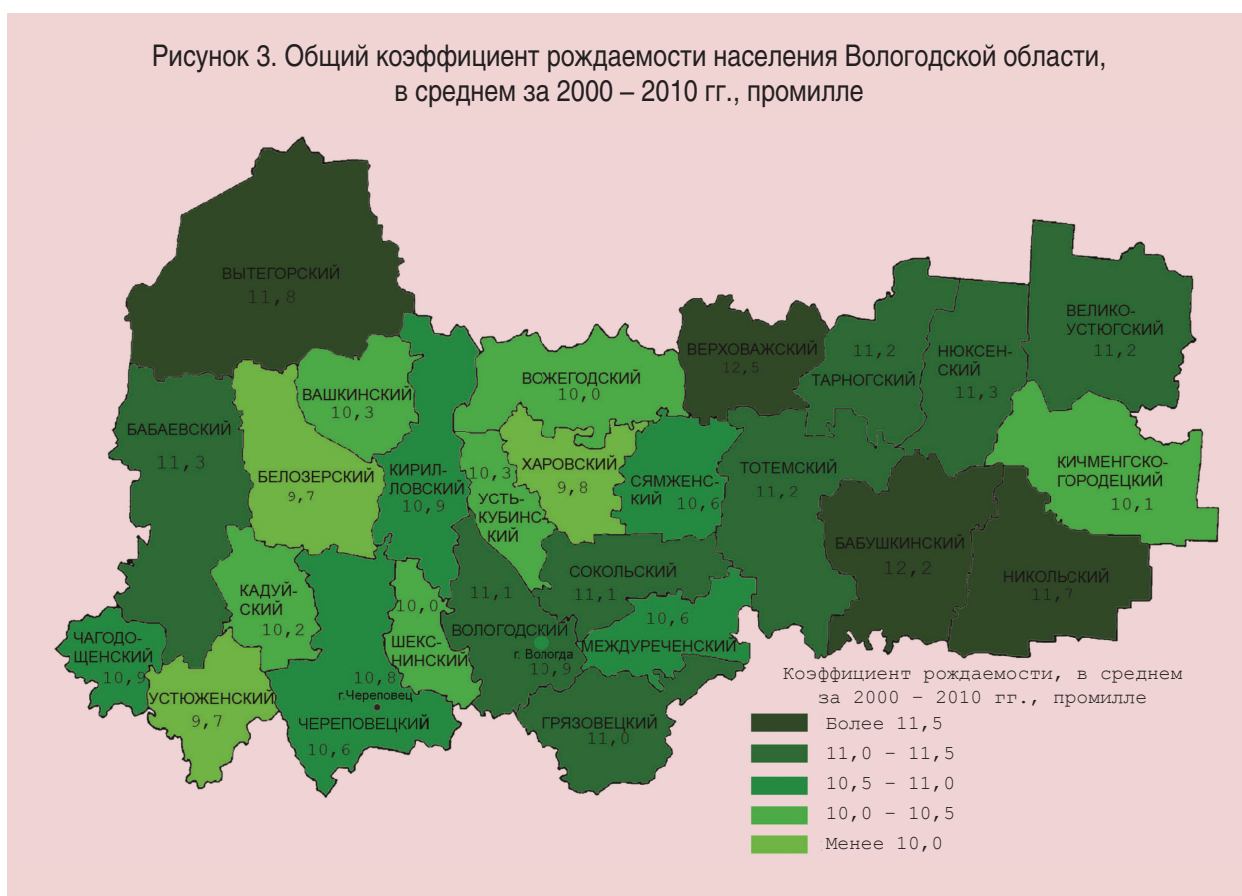 Рисунок 3. Общий коэффициент рождаемости населения Вологодской области,
в среднем за 2000 – 2010 гг., промилле
ВЫТЕГОРСКИЙ
11,8
ВАШКИНСКИЙ
10,3
БАБАЕВСКИЙ
11,3
БЕЛОЗЕРСКИЙ
9,7
КИРИЛ-
ЛОВСКИЙ
10,9
ВОЖЕГОДСКИЙ
10,0
ВЕРХОВАЖСКИЙ
12,5
11,2
ТАРНОГСКИЙ
НЮКСЕН-
СКИЙ
11,3
ВЕЛИКО-
УСТЮГСКИЙ
11,2
10,3
УСТЬ-
КУБИНС-
КИЙ
ХАРОВСКИЙ
9,8
СЯМЖЕНС-
КИЙ
10,6
ТОТЕМСКИЙ
11,2
КИЧМЕНГСКО-
ГОРОДЕЦКИЙ
10,1
БАБУШКИНСКИЙ
12,2
НИКОЛЬСКИЙ
11,7
КАДУЙ-
СКИЙ
10,2
10,0
ШЕКС-
НИНСКИЙ
11,1
ВОЛОГОДСКИЙ
г. Вологда
10,9
СОКОЛЬСКИЙ
11,1
10,6
МЕЖДУРЕЧЕНСКИЙ
ЧАГОДО-
ЩЕНСКИЙ
10,9
УСТЮЖЕНСКИЙ
9,7
10,8
г.Череповец
ЧЕРЕПОВЕЦКИЙ
10,6
ГРЯЗОВЕЦКИЙ
11,0
Коэффициент рождаемости, в среднем
за 2000 – 2010 гг., промилле
Более 11,5
11,0 – 11,5
10,5 – 11,0
10,0 – 10,5
Менее 10,0